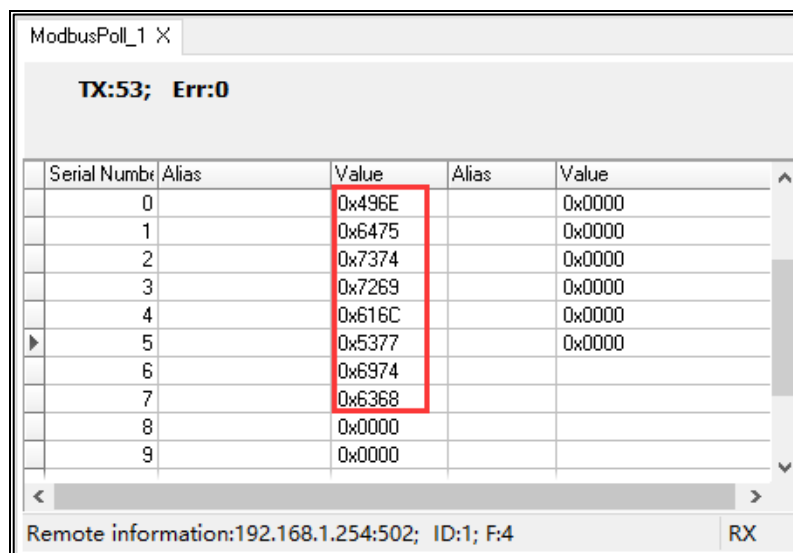 ModbusPoll_1 X
TX:53; Err:0
Serial Numbe Alias Value Alias Value
0 0x496E 0x0000
1 0x6475 0x0000
2 0x7374 0x0000
3 0x7269 0x0000
4 0x616C 0x0000
5 0x5377 0x0000
6 0x6974
7 0x6368
8 0x0000
9 0x0000
Remote information:192.168.1.254:502; ID:1; F:4 RX